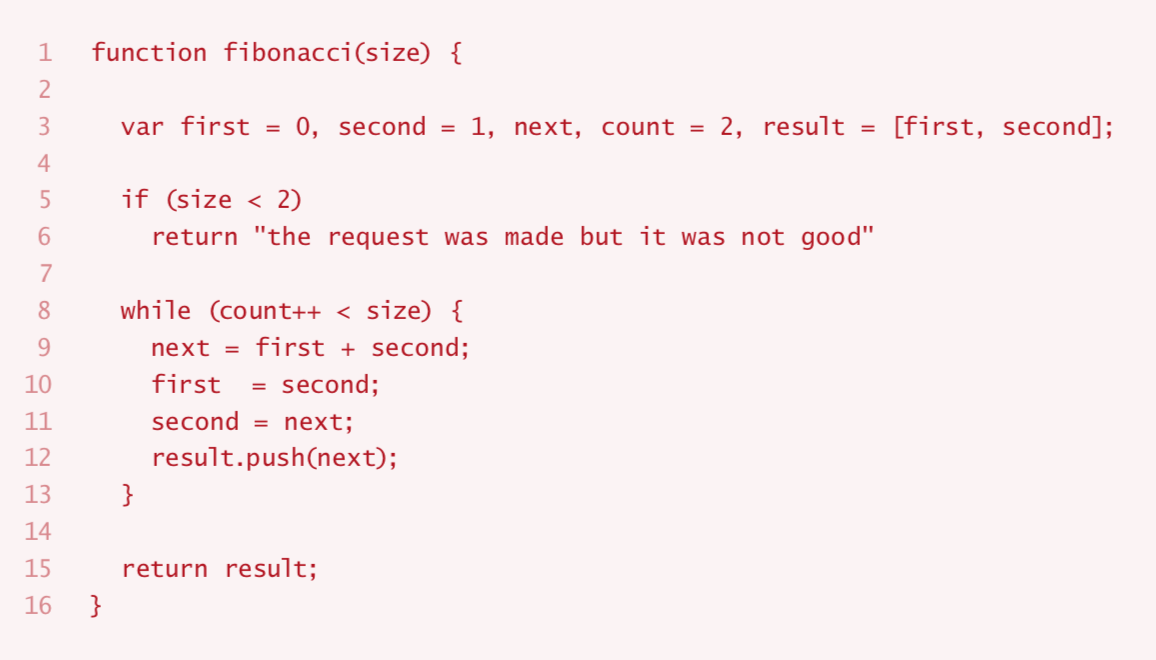 1 function fibonacci(size) {
2
3 var first = 0, second = 1, next, count = 2, result = [first, second];
4
5 if (size < 2)
6 return "the request was made but it was not good"
7
8 while (count++ < size) {
9 next = first + second;
10 first  = second;
11 second = next;
12 result.push(next);
13 }
14
15 return result;
16 }